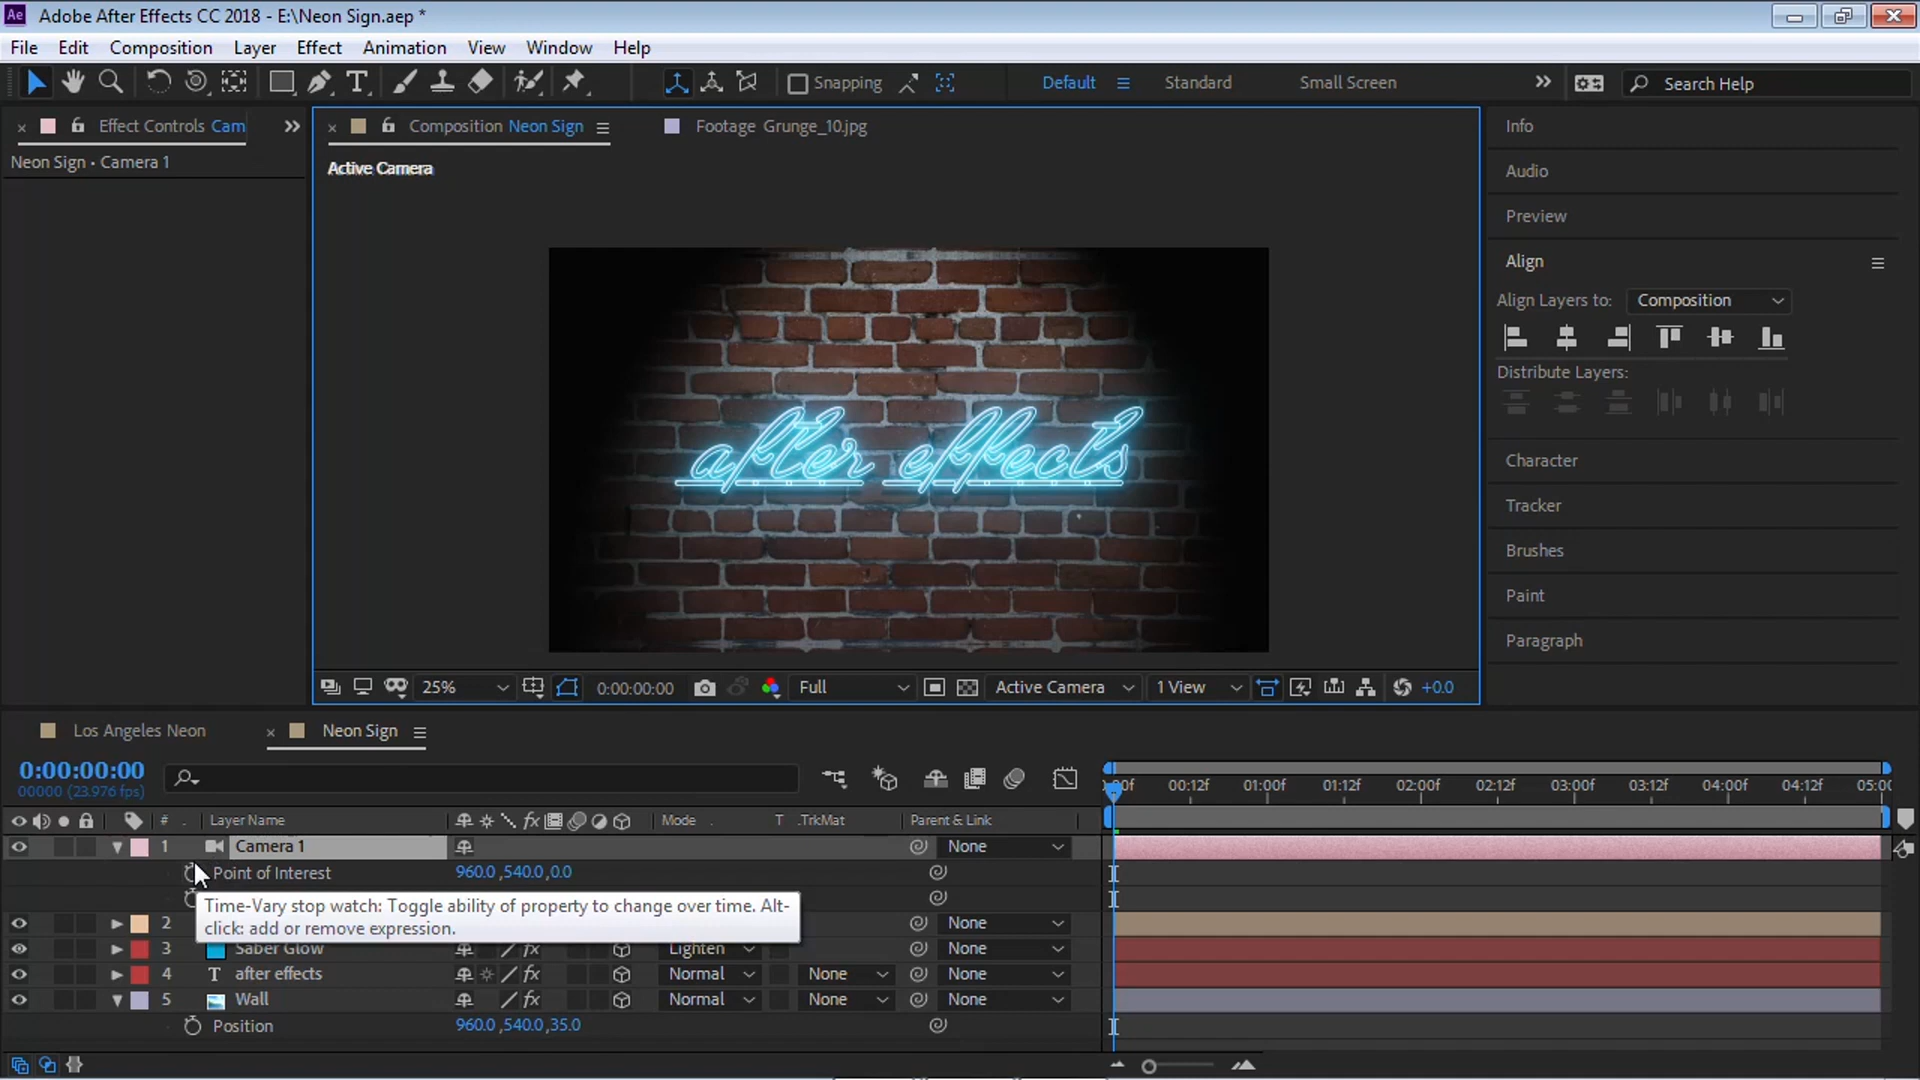 Adobe After Effects CC 2018 - E:\Neon Sign.aep *
File Edit Composition Layer Effect Animation View Window Help
Snapping Default Standard Small Screen Search Help
Effect Controls Cam
Composition Neon Sign Footage Grunge_10.jpg
Neon Sign • Camera 1
Active Camera
after effects
25% 0:00:00:00 Full Active Camera 1 View +0.0
Info
Audio
Preview
Align
Align Layers to: Composition
Distribute Layers:
Character
Tracker
Brushes
Paint
Paragraph
Los Angeles Neon Neon Sign
0:00:00:00
00000 (23.976 fps)
00f 00:12f 01:00f 01:12f 02:00f 02:12f 03:00f 03:12f 04:00f 04:12f 05:00
# Layer Name Mode T .TrkMat Parent & Link
1 Camera 1 None
Point of Interest 960.0,540.0,0.0
Time-Vary stop watch: Toggle ability of property to change over time. Alt-
click: add or remove expression.
2 None
3 Saber Glow Lighten None
4 T after effects Normal None None
5 Wall Normal None None
Position 960.0,540.0,35.0